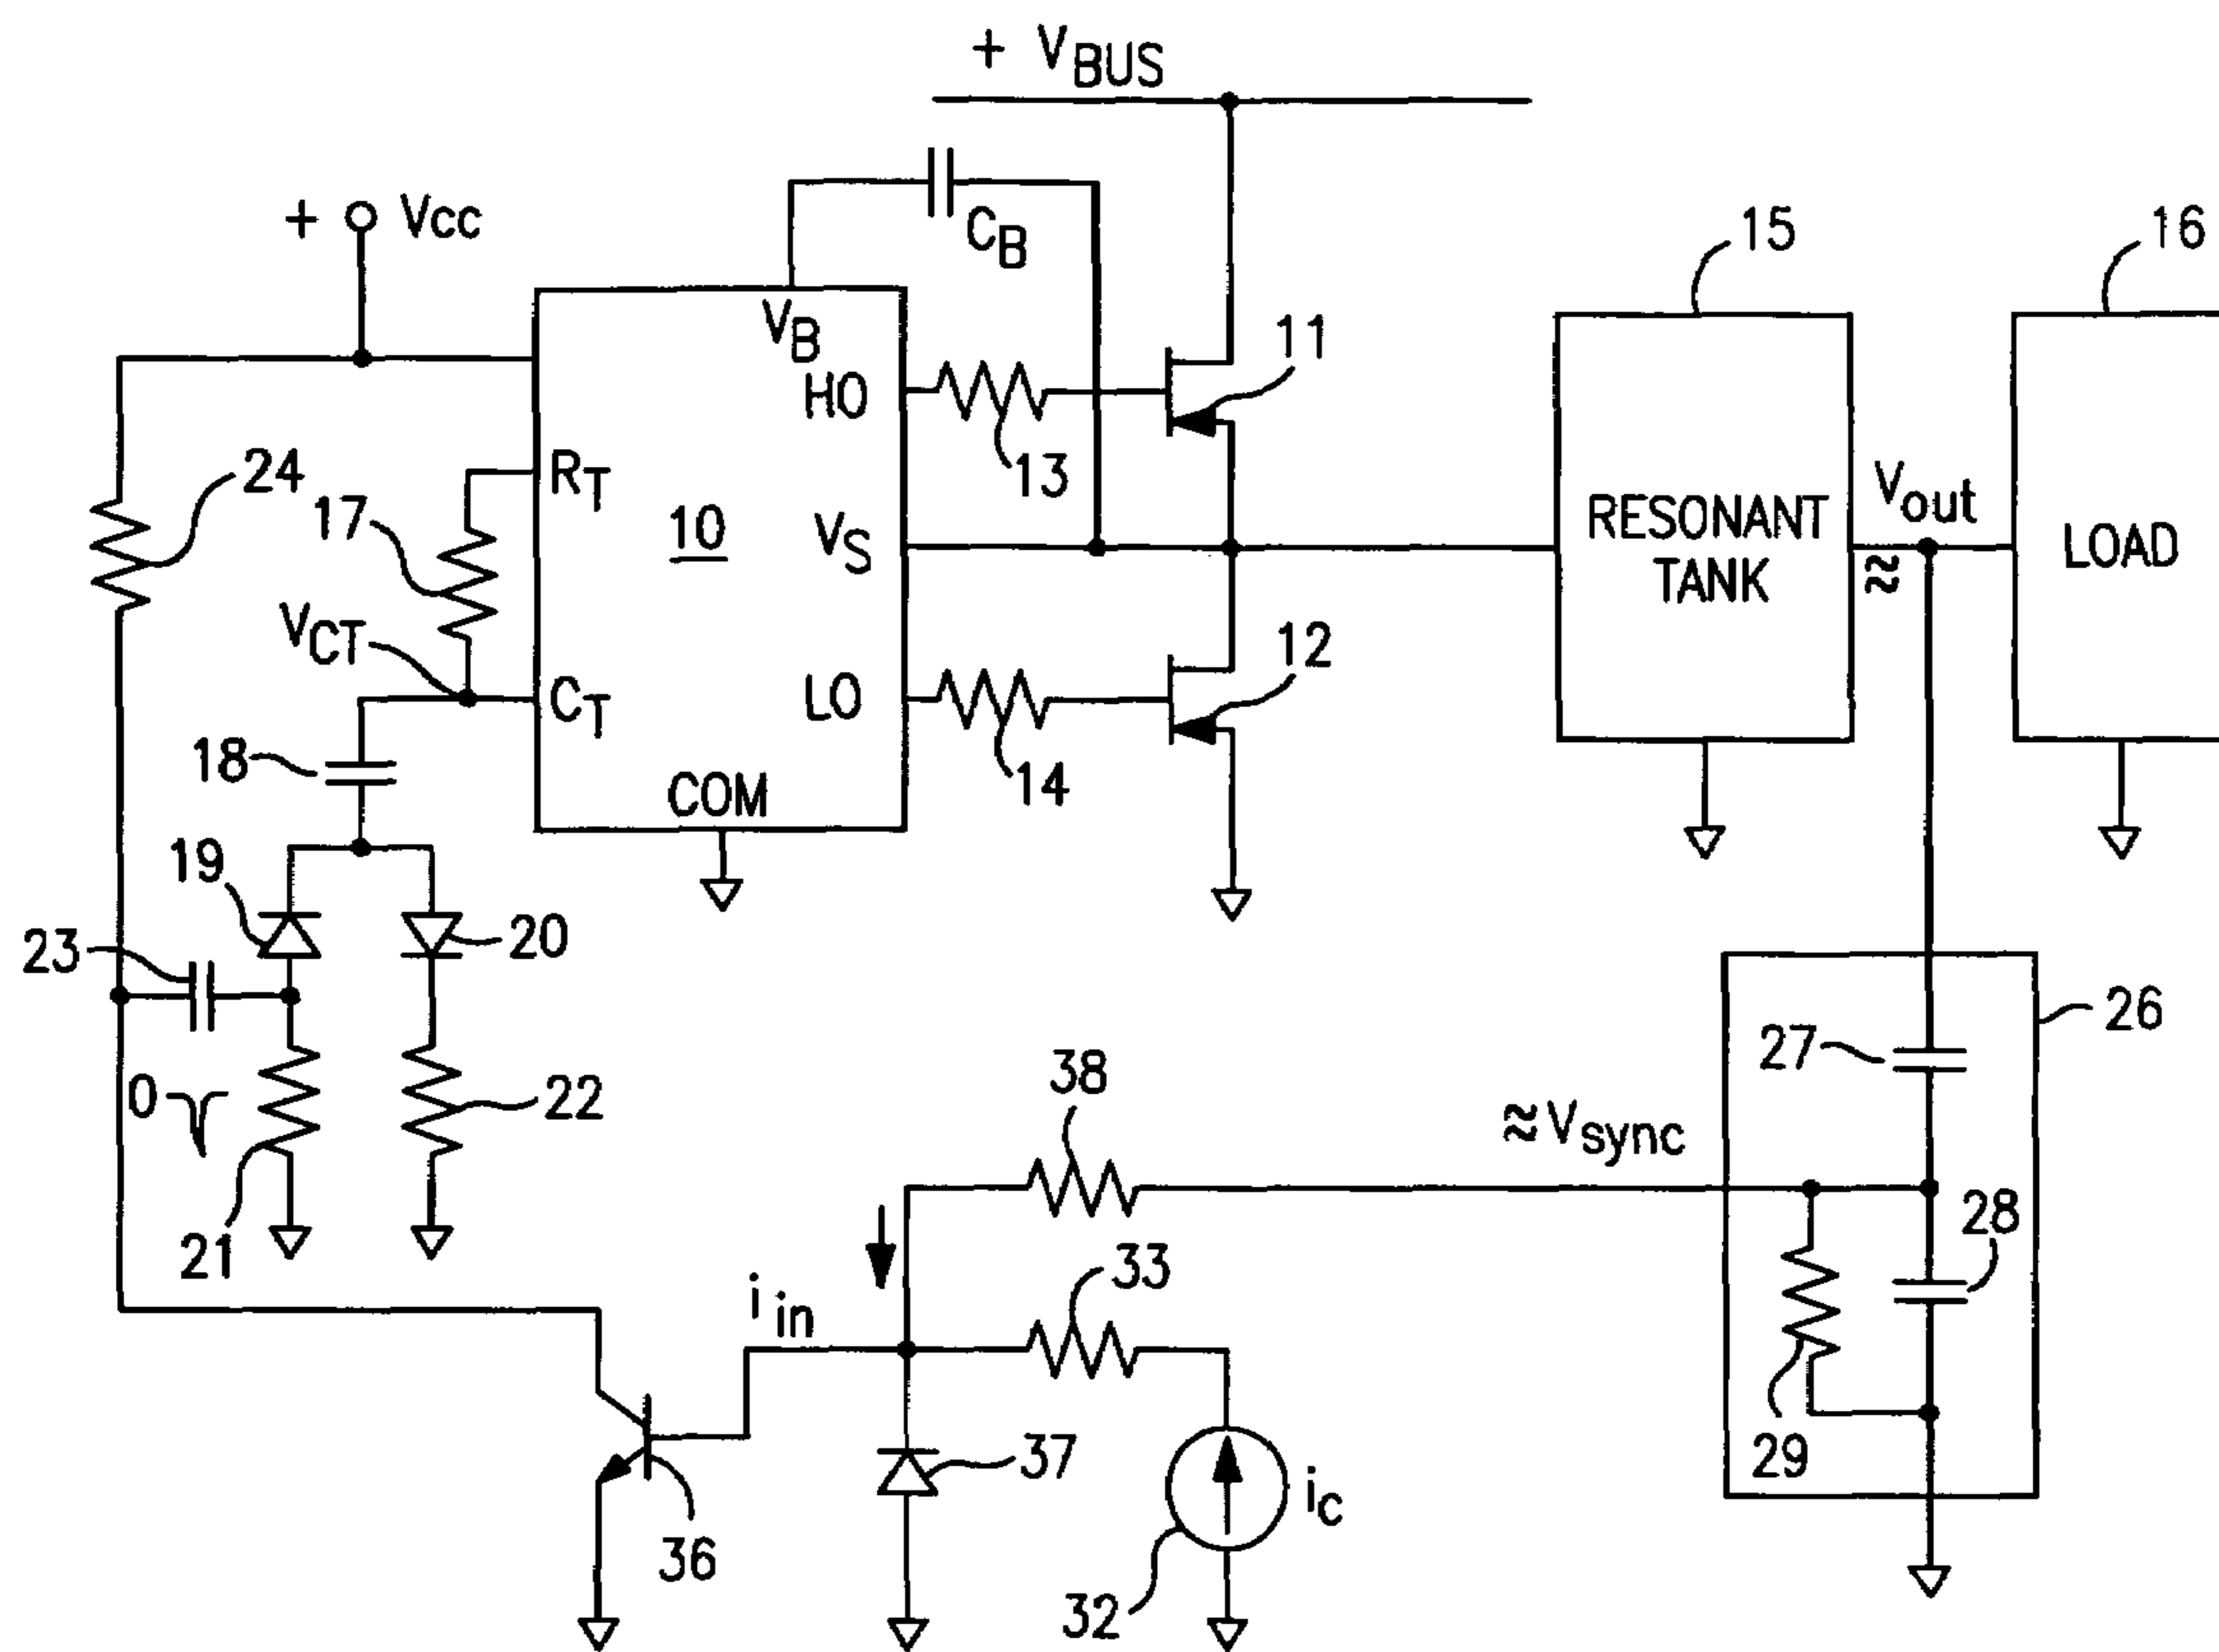 + VBUS
+ Vcc
CB
15
16
VB
11
HO
24
RT
13
17
10
VS
RESONANT
TANK
Vout
≈
LOAD
VCT
12
CT
LO
18
14
COM
19
20
23
26
27
38
0
22
≈Vsync
28
21
33
i in
37
ic
29
36
32